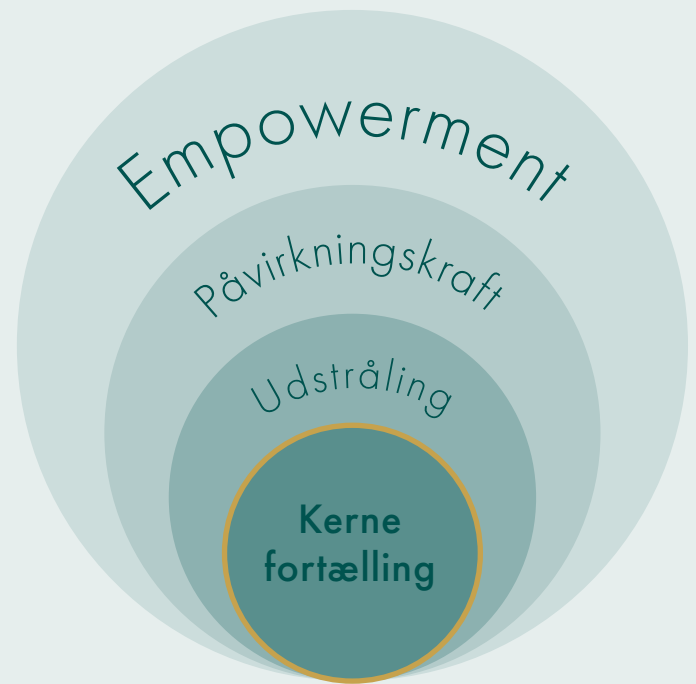 Empowerment
Påvirkningskraft
Udstråling
Kerne
fortælling